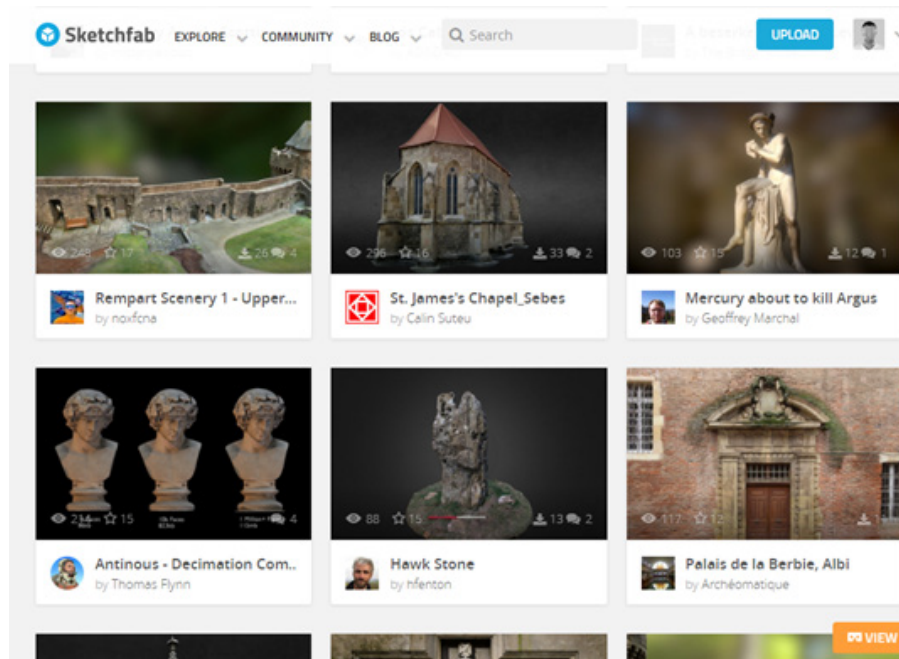 Sketchfab EXPLORE COMMUNITY BLOG Search UPLOAD
248 17 26 4
296 16 33 2
103 15 12 1
Rempart Scenery 1 - Upper...
by noxfcna
St. James's Chapel_Sebes
by Calin Suteu
Mercury about to kill Argus
by Geoffrey Marchal
15 4
88 15 13 2
117 12 1
Antinous - Decimation Com..
by Thomas Flynn
Hawk Stone
by hfenton
Palais de la Berbie, Albi
by Archéomatique
VIEW